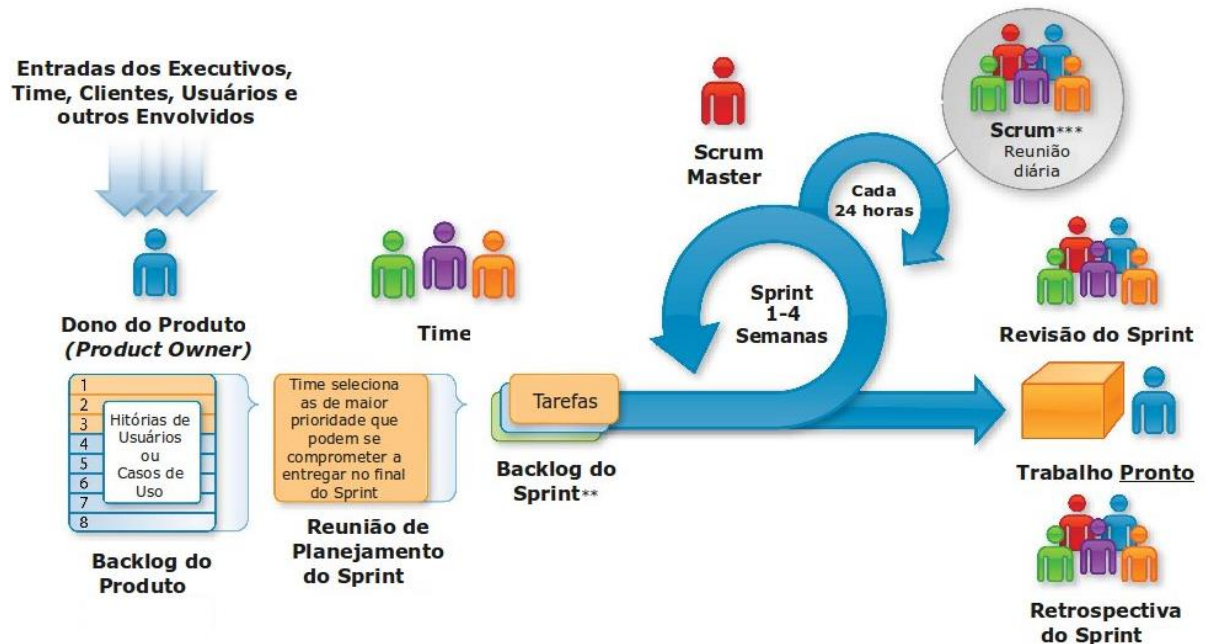 Entradas dos Executivos,
Time, Clientes, Usuários e
outros Envolvidos
Dono do Produto
(Product Owner)
1
2
3
4
5
6
7
8
Hitórias de
Usuários
ou
Casos de
Uso
Backlog do
Produto
Time
Time seleciona
as de maior
prioridade que
podem se
comprometer a
entregar no final
do Sprint
Reunião de
Planejamento
do Sprint
Tarefas
Backlog do
Sprint**
Scrum
Master
Sprint
1-4
Semanas
Cada
24 horas
Scrum***
Reunião
diária
Revisão do Sprint
Trabalho Pronto
Retrospectiva
do Sprint